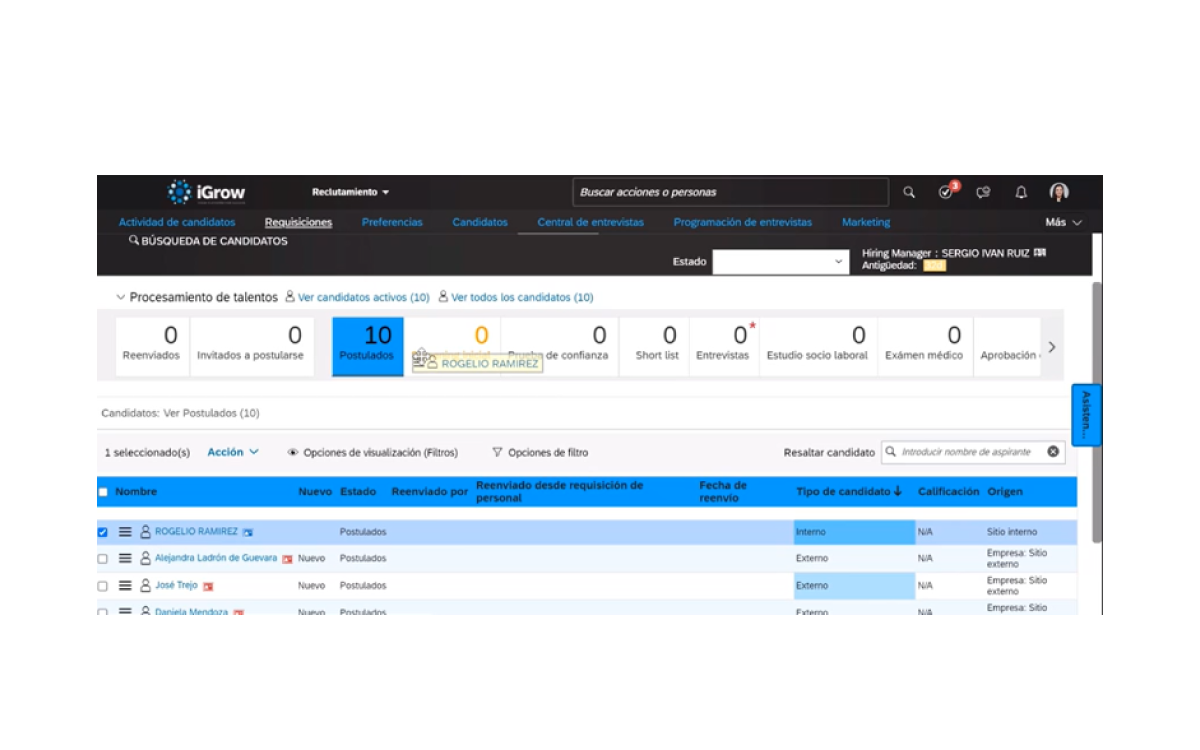 iGrow
Reclutamiento
Buscar acciones o personas
3
Actividad de candidatos Requisiciones Preferencias Candidatos Central de entrevistas Programación de entrevistas Marketing Más
BÚSQUEDA DE CANDIDATOS
Estado
Hiring Manager : SERGIO IVAN RUIZ
Antigüedad:
Procesamiento de talentos Ver candidatos activos (10) Ver todos los candidatos (10)
0 0 10 0 0 0 0* 0 0
Reenviados Invitados a postularse Postulados Prueba de confianza Short list Entrevistas Estudio socio laboral Exámen médico Aprobación
ROGELIO RAMIREZ
Asisten...
Candidatos: Ver Postulados (10)
1 seleccionado(s) Acción Opciones de visualización (Filtros) Opciones de filtro Resaltar candidato Introducir nombre de aspirante
Nombre Nuevo Estado Reenviado por Reenviado desde requisición de personal Fecha de reenvío Tipo de candidato Calificación Origen
ROGELIO RAMIREZ Postulados Interno N/A Sitio interno
Alejandra Ladrón de Guevara Nuevo Postulados Externo N/A Empresa: Sitio externo
José Trejo Nuevo Postulados Externo N/A Empresa: Sitio externo
Daniela Mendoza Nuevo Postulados Externo N/A Empresa: Sitio